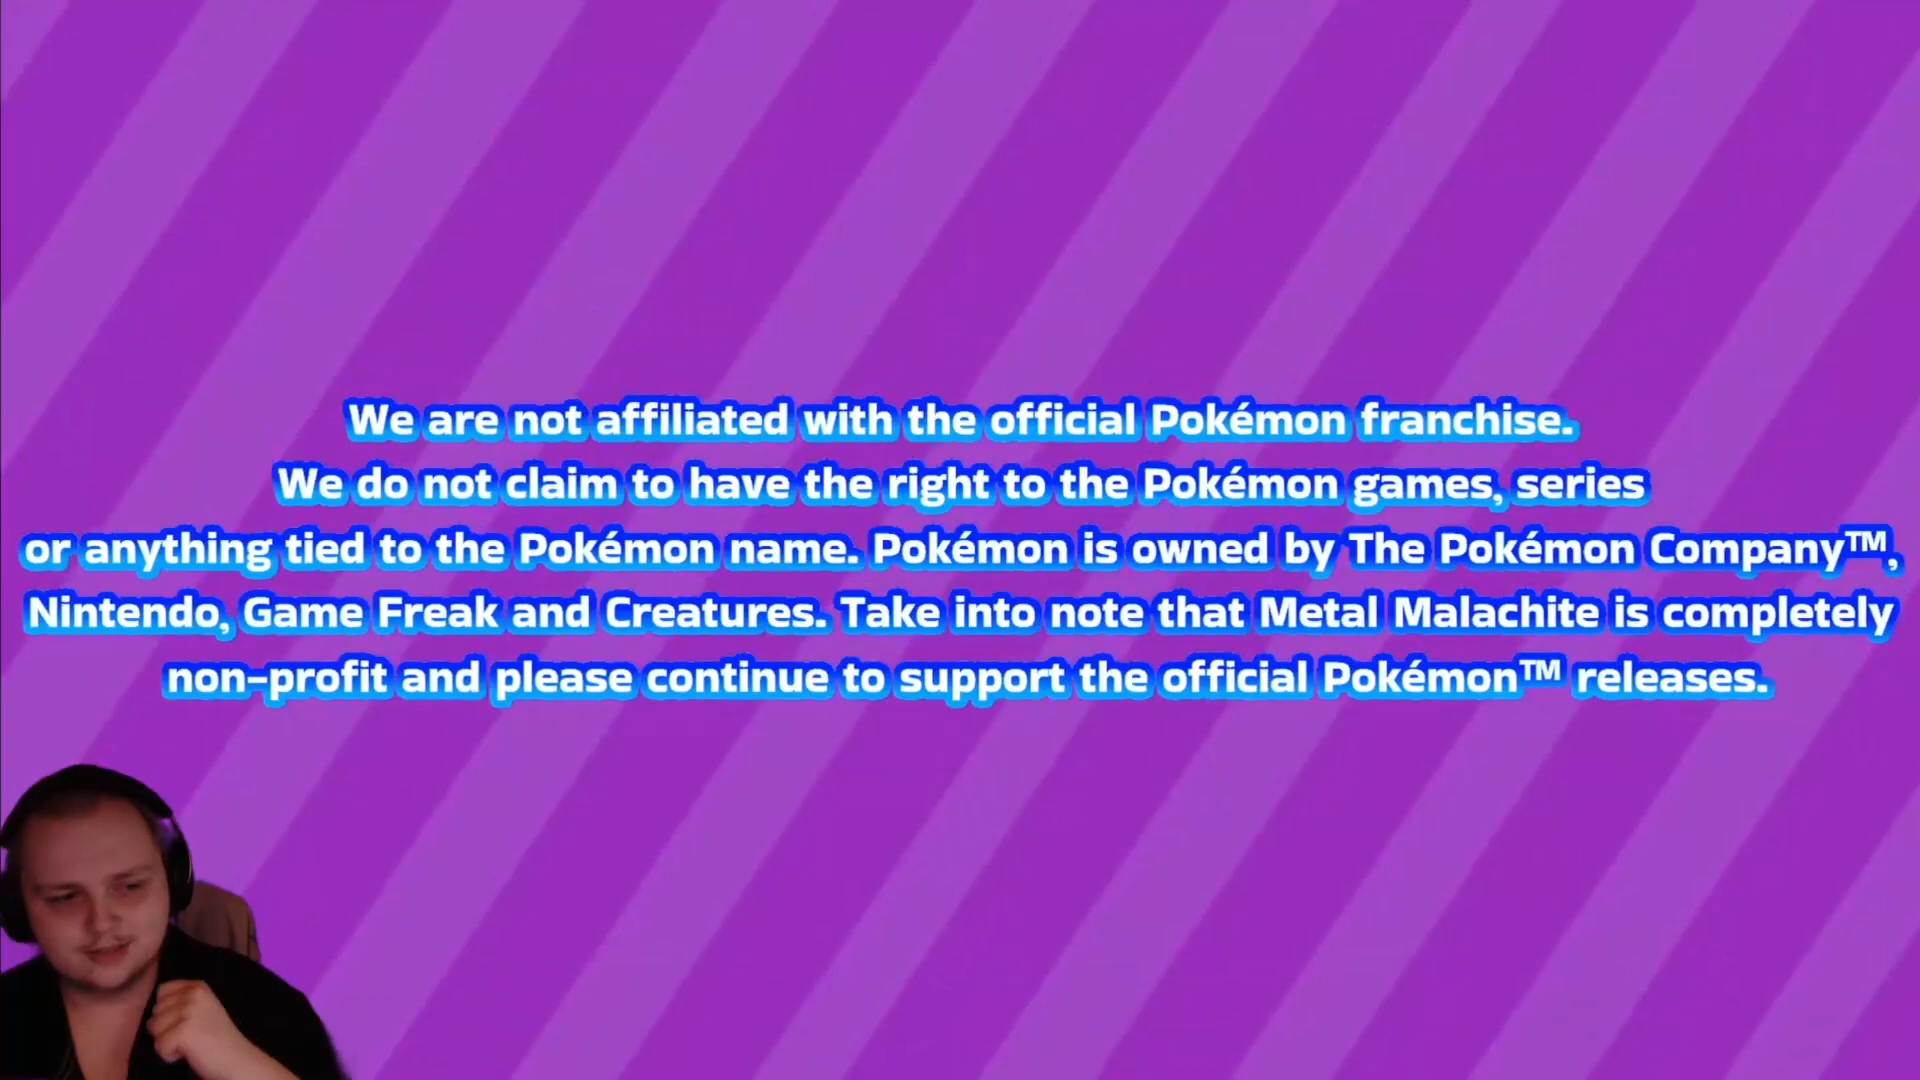 We are not affiliated with the official Pokémon franchise.
We do not claim to have the right to the Pokémon games, series
or anything tied to the Pokémon name. Pokémon is owned by The Pokémon Company™,
Nintendo, Game Freak and Creatures. Take into note that Metal Malachite is completely
non-profit and please continue to support the official Pokémon™ releases.